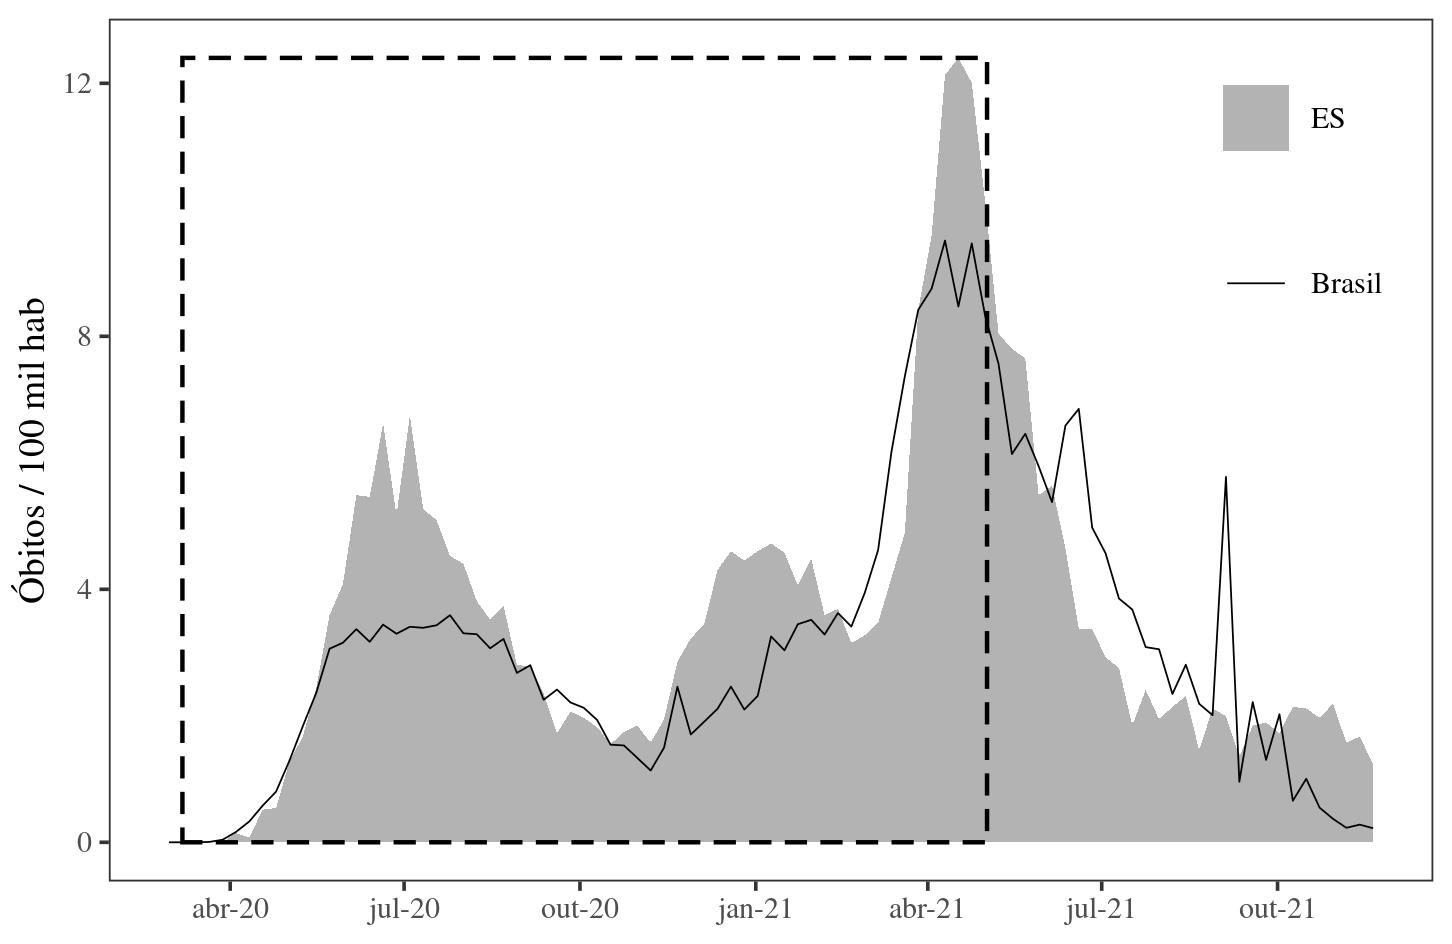 Óbitos / 100 mil hab
12
8
4
0
ES
Brasil
abr-20
jul-20
out-20
jan-21
abr-21
jul-21
out-21